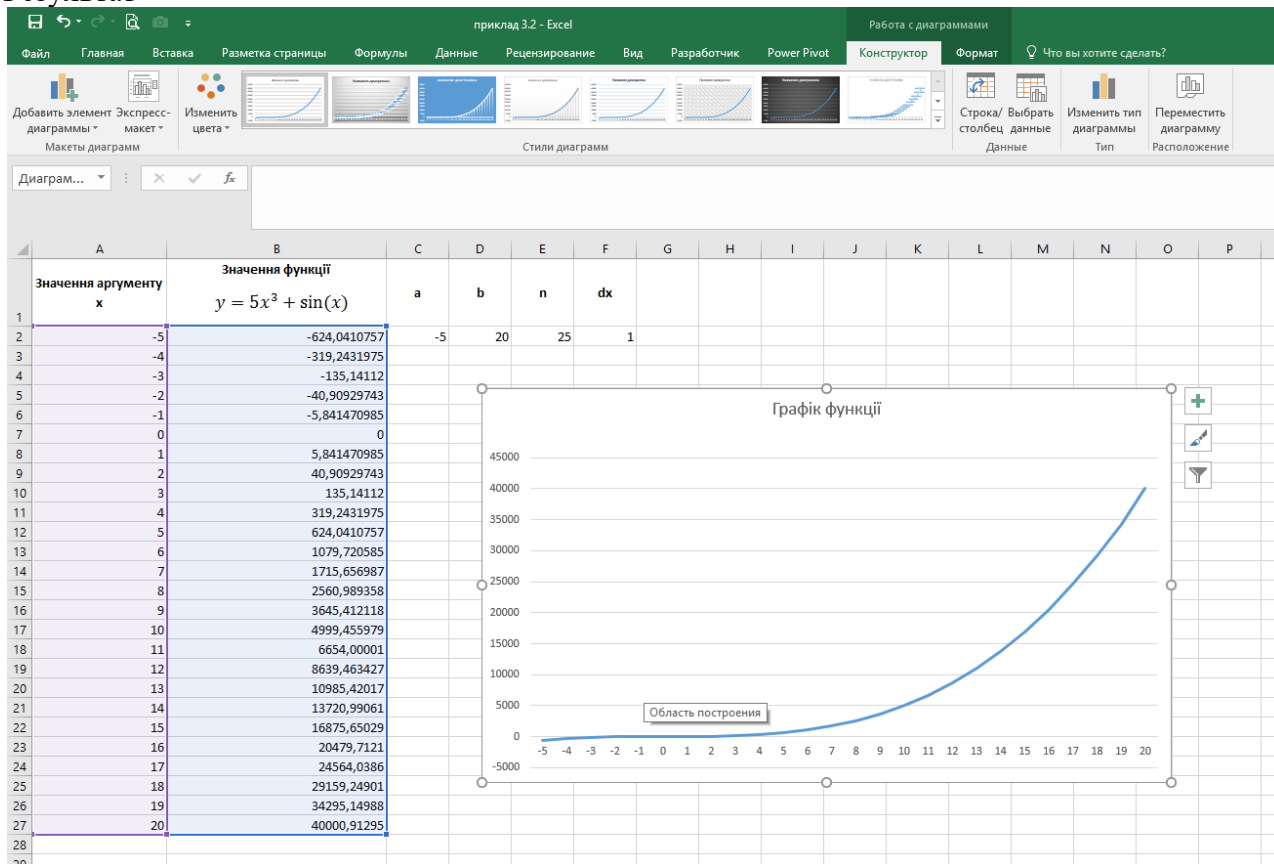 Результат
приклад 3.2 - Excel
Работа с диаграммами
Файл Главная Вставка Разметка страницы Формулы Данные Рецензирование Вид Разработчик Power Pivot Конструктор Формат Что вы хотите сделать?
Добавить элемент диаграммы Экспресс-макет Изменить цвета Строка/столбец Выбрать данные Изменить тип диаграммы Переместить диаграмму
Макеты диаграмм Стили диаграмм Данные Тип Расположение
Диаграм... fx
A B C D E F G H I J K L M N O P
1 Значення аргументу x Значення функції y = 5x³ + sin(x) a b n dx
2 -5 -624,0410757 -5 20 25 1
3 -4 -319,2431975
4 -3 -135,14112
5 -2 -40,90929743
6 -1 -5,841470985
7 0 0
8 1 5,841470985
9 2 40,90929743
10 3 135,14112
11 4 319,2431975
12 5 624,0410757
13 6 1079,720585
14 7 1715,656987
15 8 2560,989358
16 9 3645,412118
17 10 4999,455979
18 11 6654,00001
19 12 8639,463427
20 13 10985,42017
21 14 13720,99061
22 15 16875,65029
23 16 20479,7121
24 17 24564,0386
25 18 29159,24901
26 19 34295,14988
27 20 40000,91295
28
Графік функції
45000
40000
35000
30000
25000
20000
15000
10000
5000
0
-5000
Область построения
-5 -4 -3 -2 -1 0 1 2 3 4 5 6 7 8 9 10 11 12 13 14 15 16 17 18 19 20